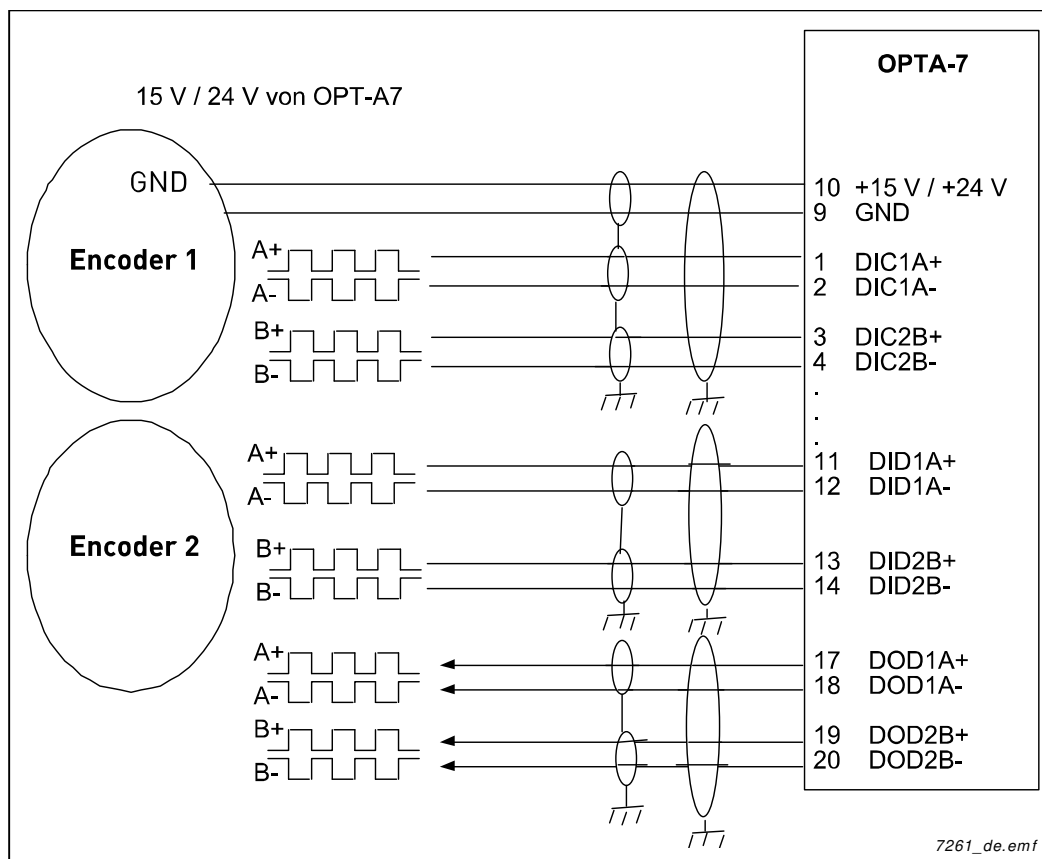 OPTA-7
15 V / 24 V von OPT-A7
GND
10 +15 V / +24 V
9 GND
Encoder 1
A+
A-
1 DIC1A+
2 DIC1A-
B+
B-
3 DIC2B+
4 DIC2B-
.
.
.
Encoder 2
A+
A-
11 DID1A+
12 DID1A-
B+
B-
13 DID2B+
14 DID2B-
A+
A-
17 DOD1A+
18 DOD1A-
B+
B-
19 DOD2B+
20 DOD2B-
7261_de.emf